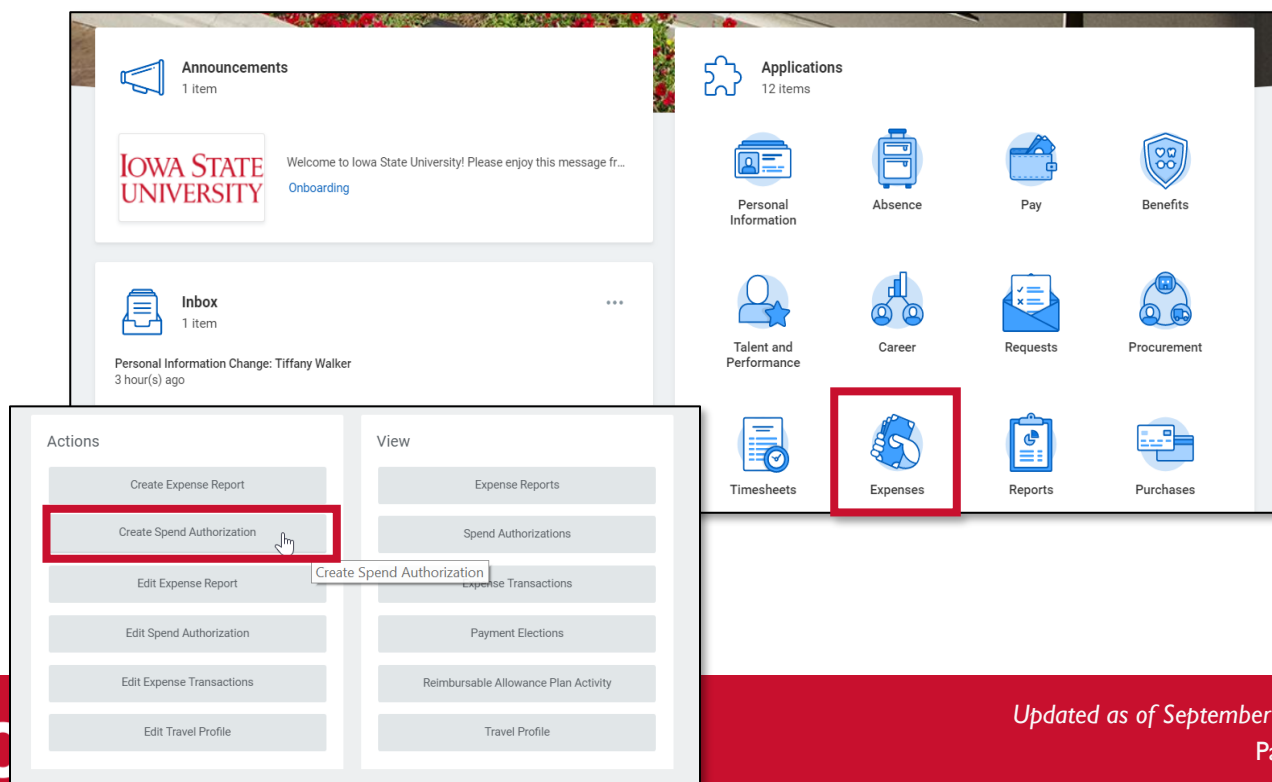 Announcements
1 item
IOWA STATE
UNIVERSITY
Welcome to Iowa State University! Please enjoy this message fr...
Onboarding
Inbox
1 item
Personal Information Change: Tiffany Walker
3 hour(s) ago
Applications
12 items
Personal
Information
Absence
Pay
Benefits
Talent and
Performance
Career
Requests
Procurement
Timesheets
Expenses
Reports
Purchases
Actions
Create Expense Report
Create Spend Authorization
Create Spend Authorization
Edit Expense Report
Edit Spend Authorization
Edit Expense Transactions
Edit Travel Profile
View
Expense Reports
Spend Authorizations
Expense Transactions
Payment Elections
Reimbursable Allowance Plan Activity
Travel Profile
Updated as of September